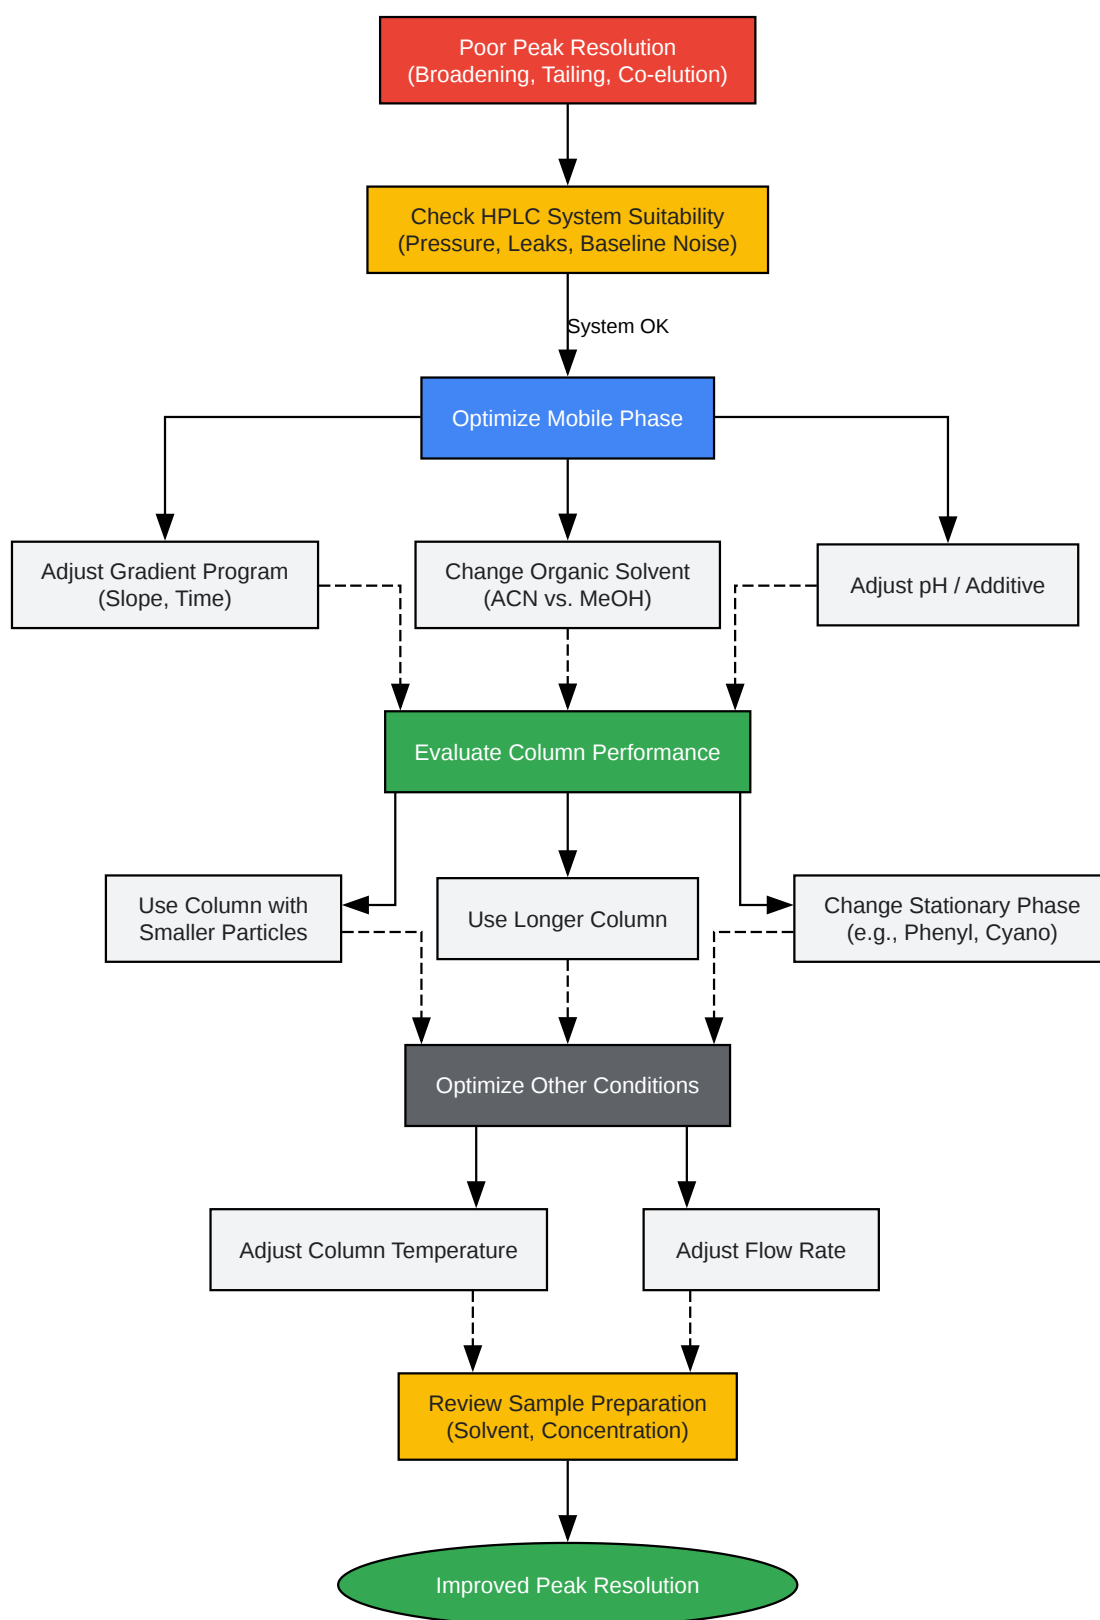 Poor Peak Resolution
(Broadening, Tailing, Co-elution)
Check HPLC System Suitability
(Pressure, Leaks, Baseline Noise)
System OK
Optimize Mobile Phase
Adjust Gradient Program
(Slope, Time)
Change Organic Solvent
(ACN vs. MeOH)
Adjust pH / Additive
Evaluate Column Performance
Use Column with
Smaller Particles
Use Longer Column
Change Stationary Phase
(e.g., Phenyl, Cyano)
Optimize Other Conditions
Adjust Column Temperature
Adjust Flow Rate
Review Sample Preparation
(Solvent, Concentration)
Improved Peak Resolution